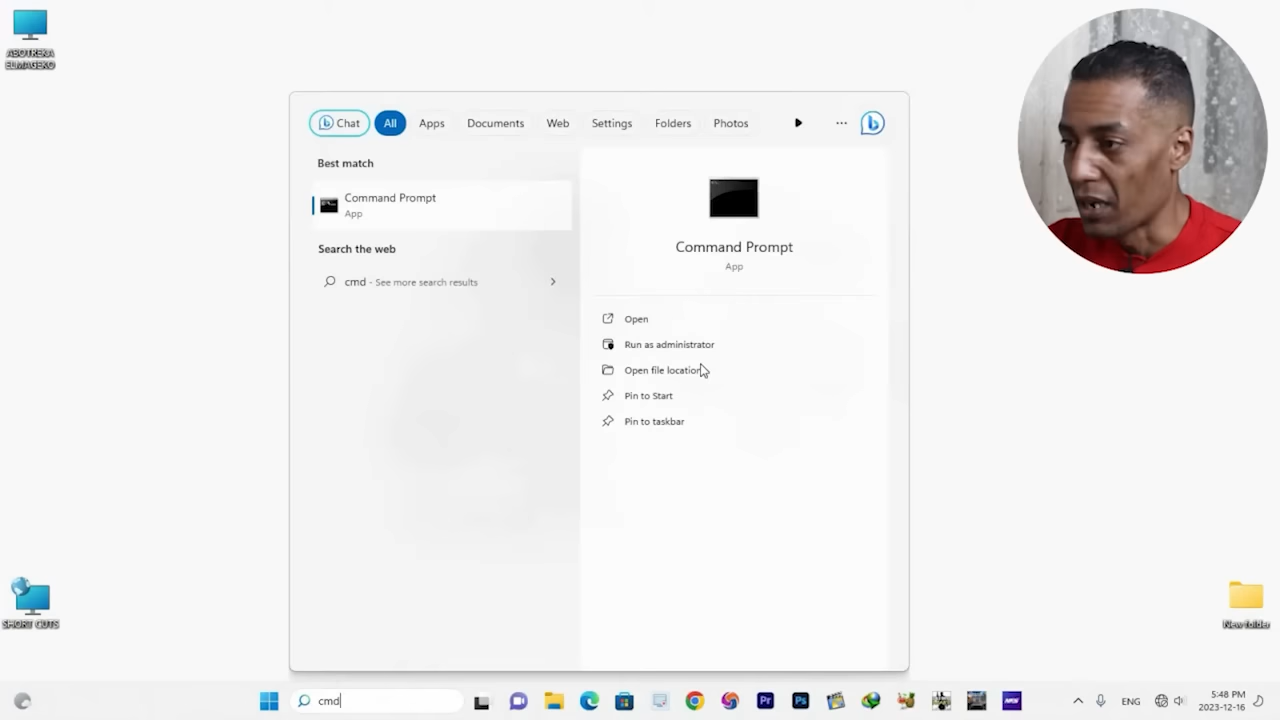 ABOTREKA
ELMAGEKO
Chat
All
Apps
Documents
Web
Settings
Folders
Photos
Best match
Command Prompt
App
Search the web
cmd - See more search results
Command Prompt
App
Open
Run as administrator
Open file location
Pin to Start
Pin to taskbar
SHORT CUTS
New folder
cmd
ENG
5:48 PM
2023-12-16